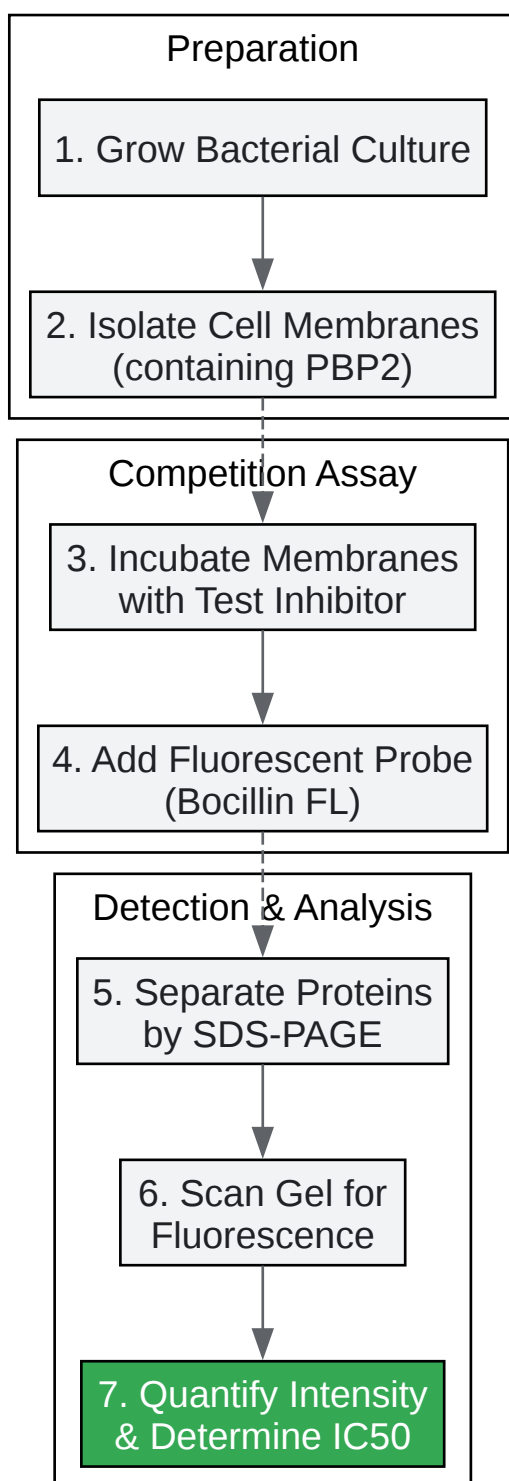 Preparation
1. Grow Bacterial Culture
2. Isolate Cell Membranes
(containing PBP2)
Competition Assay
3. Incubate Membranes
with Test Inhibitor
4. Add Fluorescent Probe
(Bocillin FL)
Detection & Analysis
5. Separate Proteins
by SDS-PAGE
6. Scan Gel for
Fluorescence
7. Quantify Intensity
& Determine IC50